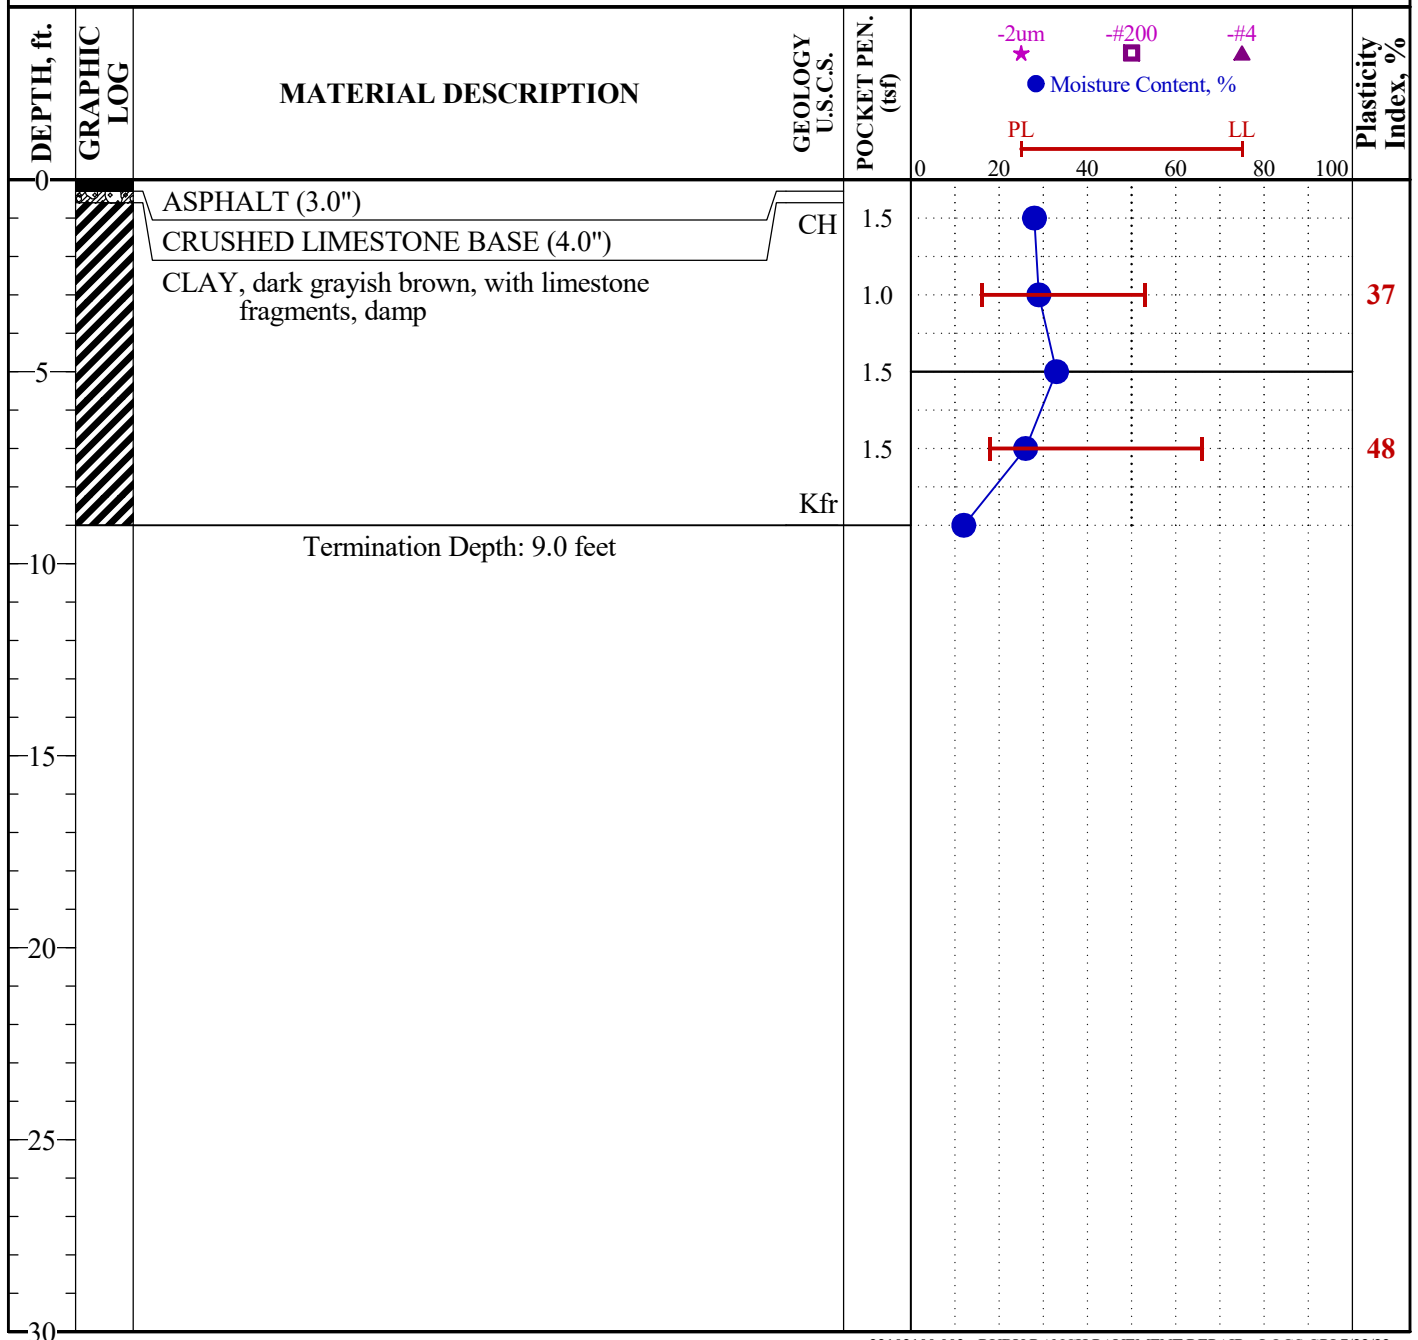 DEPTH, ft.
GRAPHIC
LOG
MATERIAL DESCRIPTION
GEOLOGY
U.S.C.S.
POCKET PEN.
(tsf)
-2um -#200 -#4
Moisture Content, %
PL LL
0 20 40 60 80 100
Plasticity
Index, %
0
ASPHALT (3.0")
CH 1.5
CRUSHED LIMESTONE BASE (4.0")
CLAY, dark grayish brown, with limestone
fragments, damp
1.0 37
5 1.5
1.5 48
Kfr
Termination Depth: 9.0 feet
10
15
20
25
30